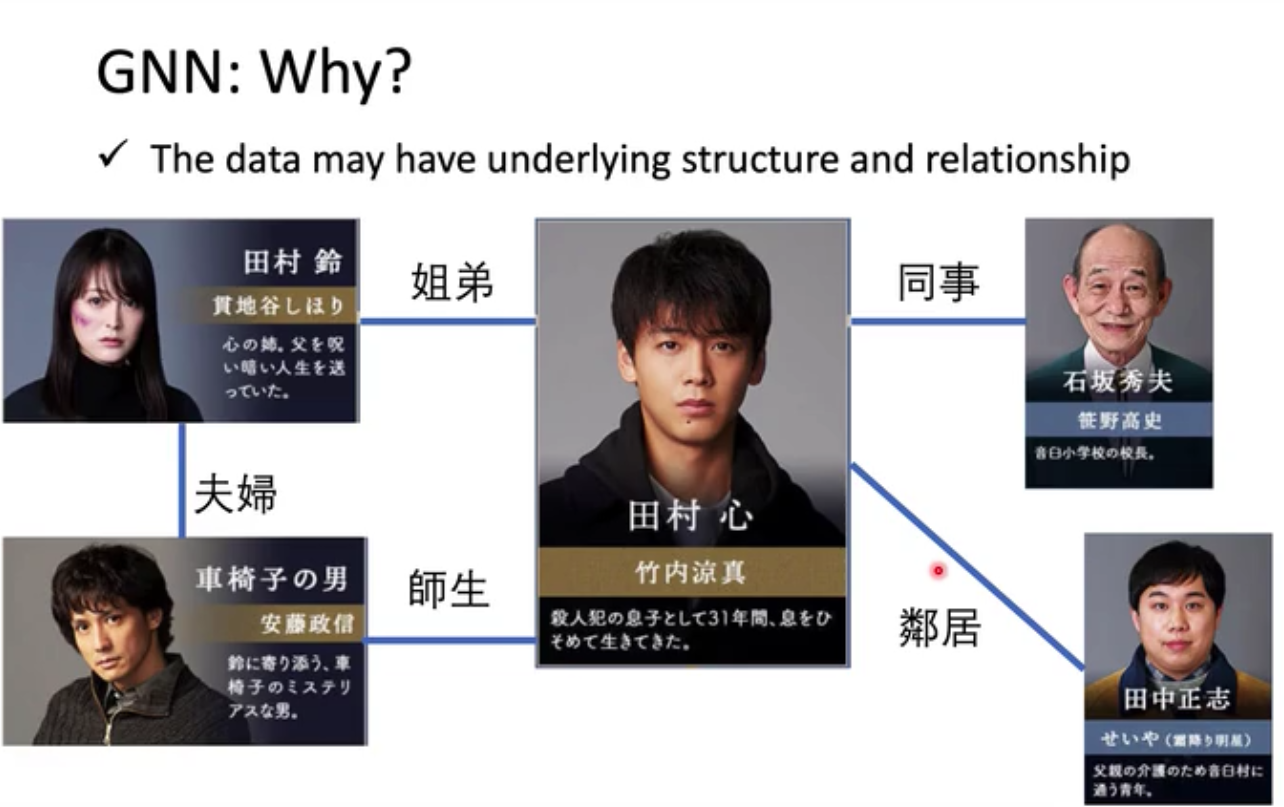 GNN: Why?
✓ The data may have underlying structure and relationship
田村 鈴
貫地谷しほり
心の姉。父を呪
い暗い人生を送
っていた。
姐弟
田村 心
竹内涼真
殺人犯の息子として31年間、息をひ
そめて生きてきた。
同事
石坂秀夫
笹野高史
音臼小学校の校長。
夫婦
車椅子の男
安藤政信
鈴に寄り添う、車
椅子のミステリ
アスな男。
師生
鄰居
田中正志
せいや（霜降り明星）
父親の介護のため音臼村に
通う青年。